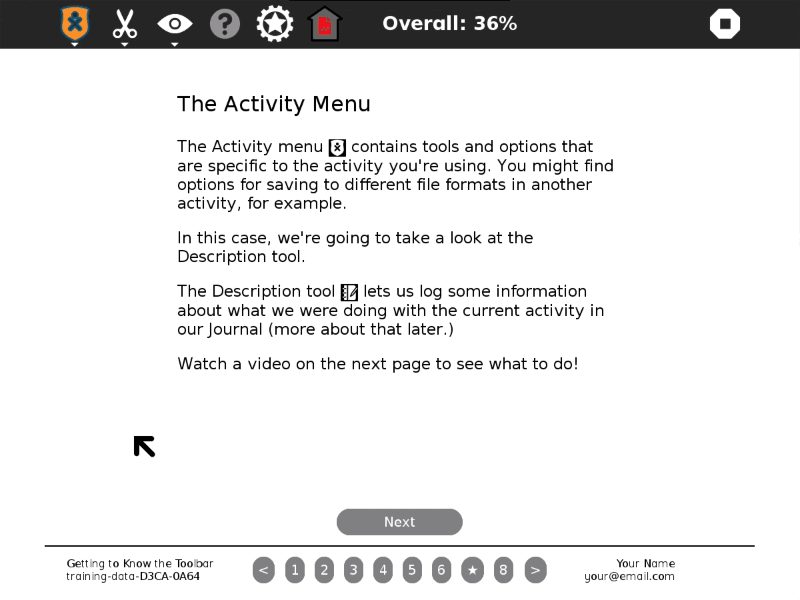 Overall: 36%
The Activity Menu
The Activity menu contains tools and options that
are specific to the activity you're using. You might find
options for saving to different file formats in another
activity, for example.
In this case, we're going to take a look at the
Description tool.
The Description tool lets us log some information
about what we were doing with the current activity in
our Journal (more about that later.)
Watch a video on the next page to see what to do!
Next
Getting to Know the Toolbar
training-data-D3CA-0A64
< 1 2 3 4 5 6 ★ 8 >
Your Name
your@email.com